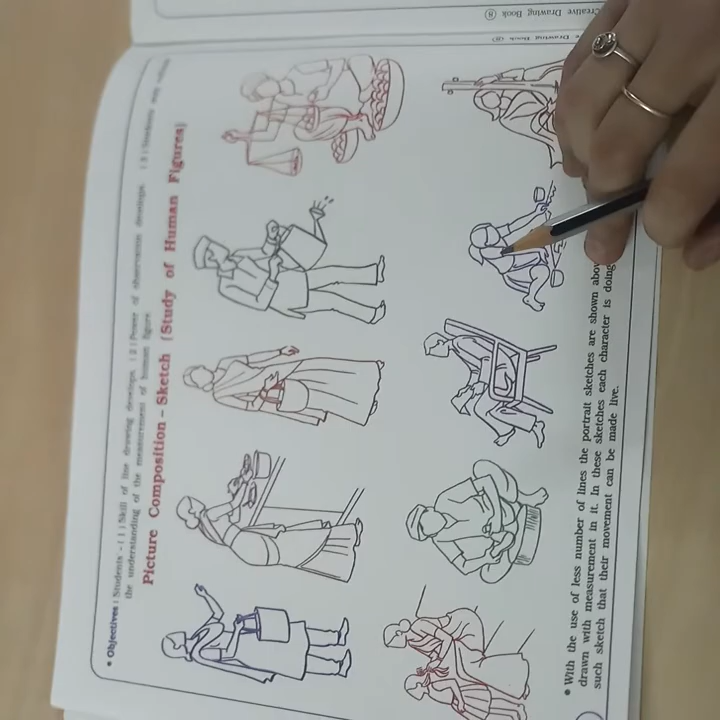 Creative Drawing Book 8
Drawing Book
• Objectives : Students' - (1) Skill of line drawing develops. (2) Power of observation develops. (3) Students
the understanding of the measurement of human figure.
Picture Composition – Sketch (Study of Human Figures)
• With the use of less number of lines the portrait sketches are shown abov
drawn with measurement in it. In these sketches each character is doing
such sketch that their movement can be made live.